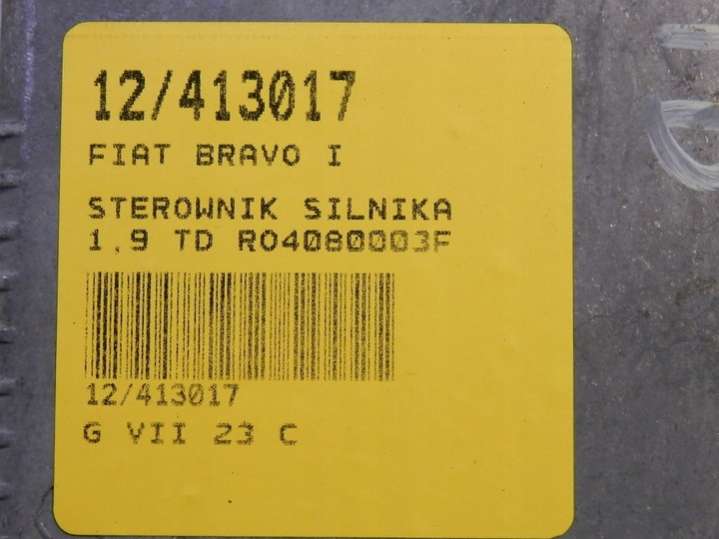 12/413017
FIAT BRAVO I
STEROWNIK SILNIKA
1,9 TD R04080003F
12/413017
G VII 23 C